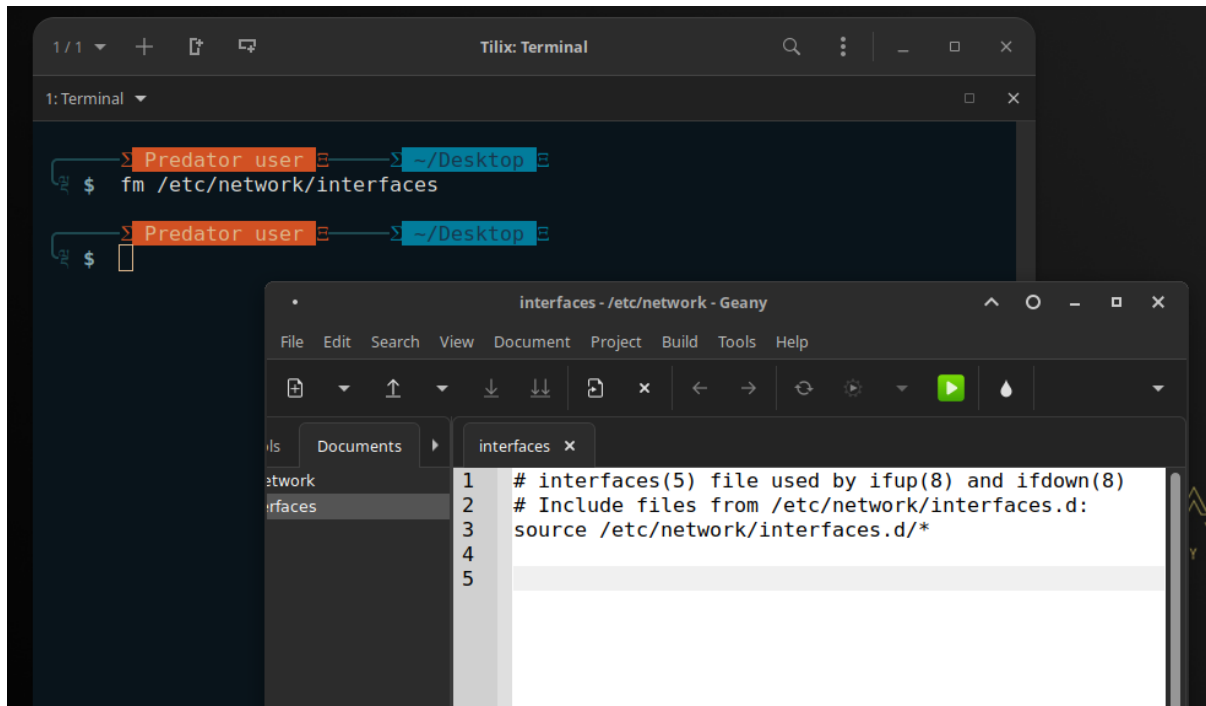 1 / 1
Tilix: Terminal
1: Terminal
Σ Predator user Ξ Σ ~/Desktop Ξ
$ fm /etc/network/interfaces
Σ Predator user Ξ Σ ~/Desktop Ξ
$
interfaces - /etc/network - Geany
File Edit Search View Document Project Build Tools Help
ols Documents
interfaces
etwork
erfaces
1 # interfaces(5) file used by ifup(8) and ifdown(8)
2 # Include files from /etc/network/interfaces.d:
3 source /etc/network/interfaces.d/*
4
5
Y